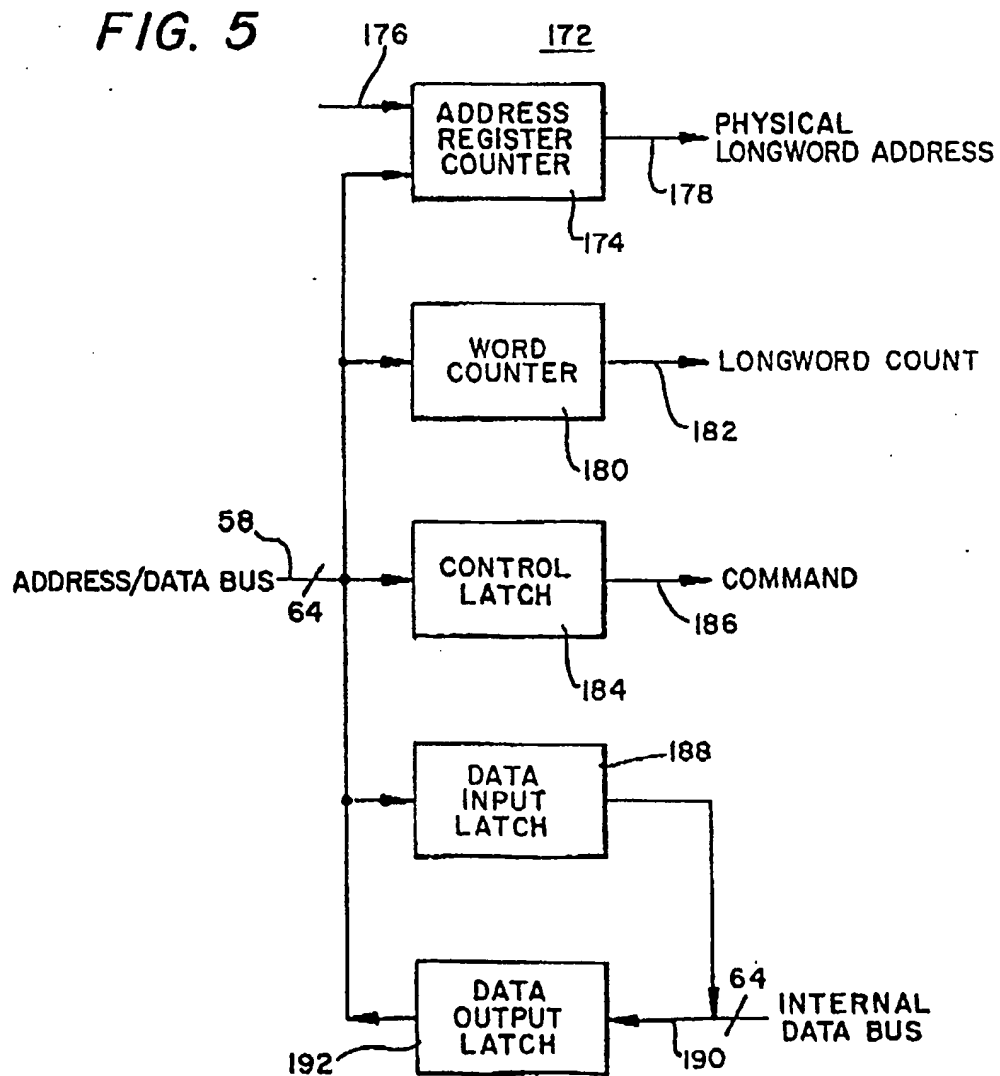 FIG. 5
176
172
ADDRESS
REGISTER
COUNTER
PHYSICAL
LONGWORD ADDRESS
178
174
WORD
COUNTER
LONGWORD COUNT
182
180
58
ADDRESS/DATA BUS
64
CONTROL
LATCH
COMMAND
186
184
188
DATA
INPUT
LATCH
64
DATA
OUTPUT
LATCH
INTERNAL
DATA BUS
190
192